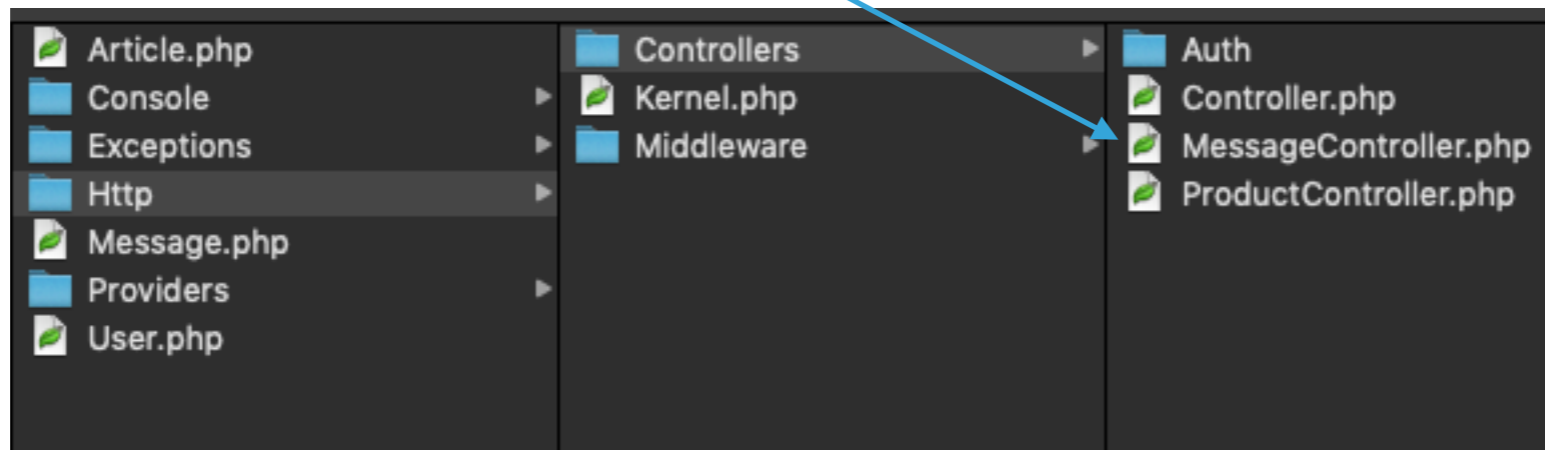 Article.php
Console
Exceptions
Http
Message.php
Providers
User.php
Controllers
Kernel.php
Middleware
Auth
Controller.php
MessageController.php
ProductController.php